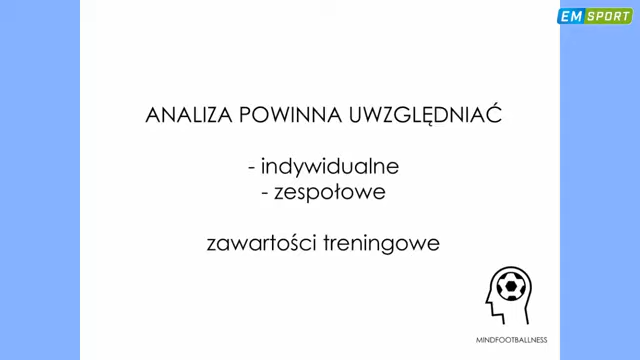 EM SPORT
ANALIZA POWINNA UWZGLĘDNIAĆ
- indywidualne
- zespołowe
zawartości treningowe
MINDFOOTBALLNESS